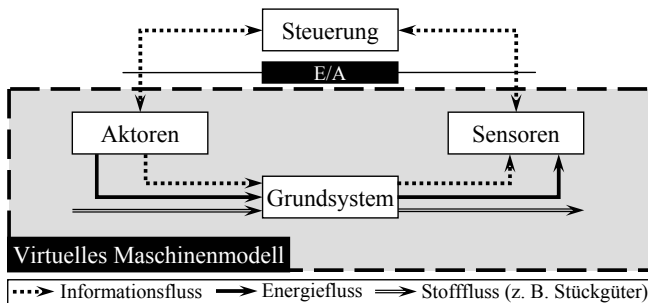 Steuerung
E/A
Aktoren
Sensoren
Grundsystem
Virtuelles Maschinenmodell
Informationsfluss
Energiefluss
Stofffluss (z. B. Stückgüter)